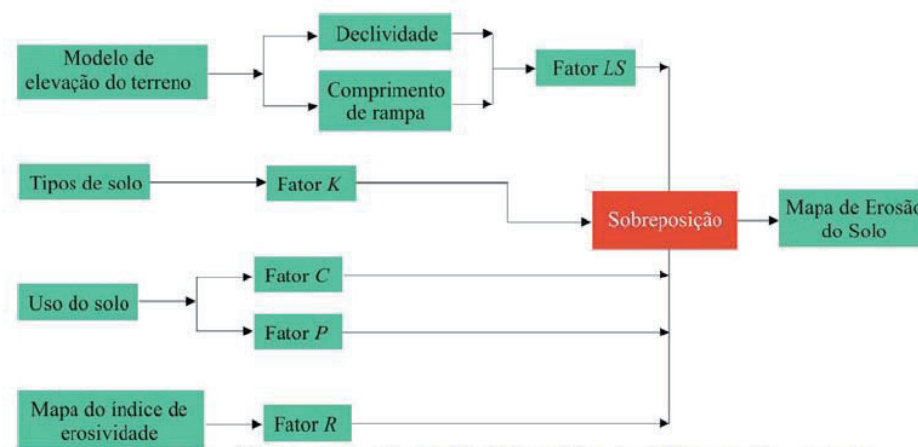 Modelo de
elevação do terreno
Declividade
Comprimento
de rampa
Fator LS
Tipos de solo
Fator K
Sobreposição
Mapa de Erosão
do Solo
Uso do solo
Fator C
Fator P
Mapa do índice de
erosividade
Fator R